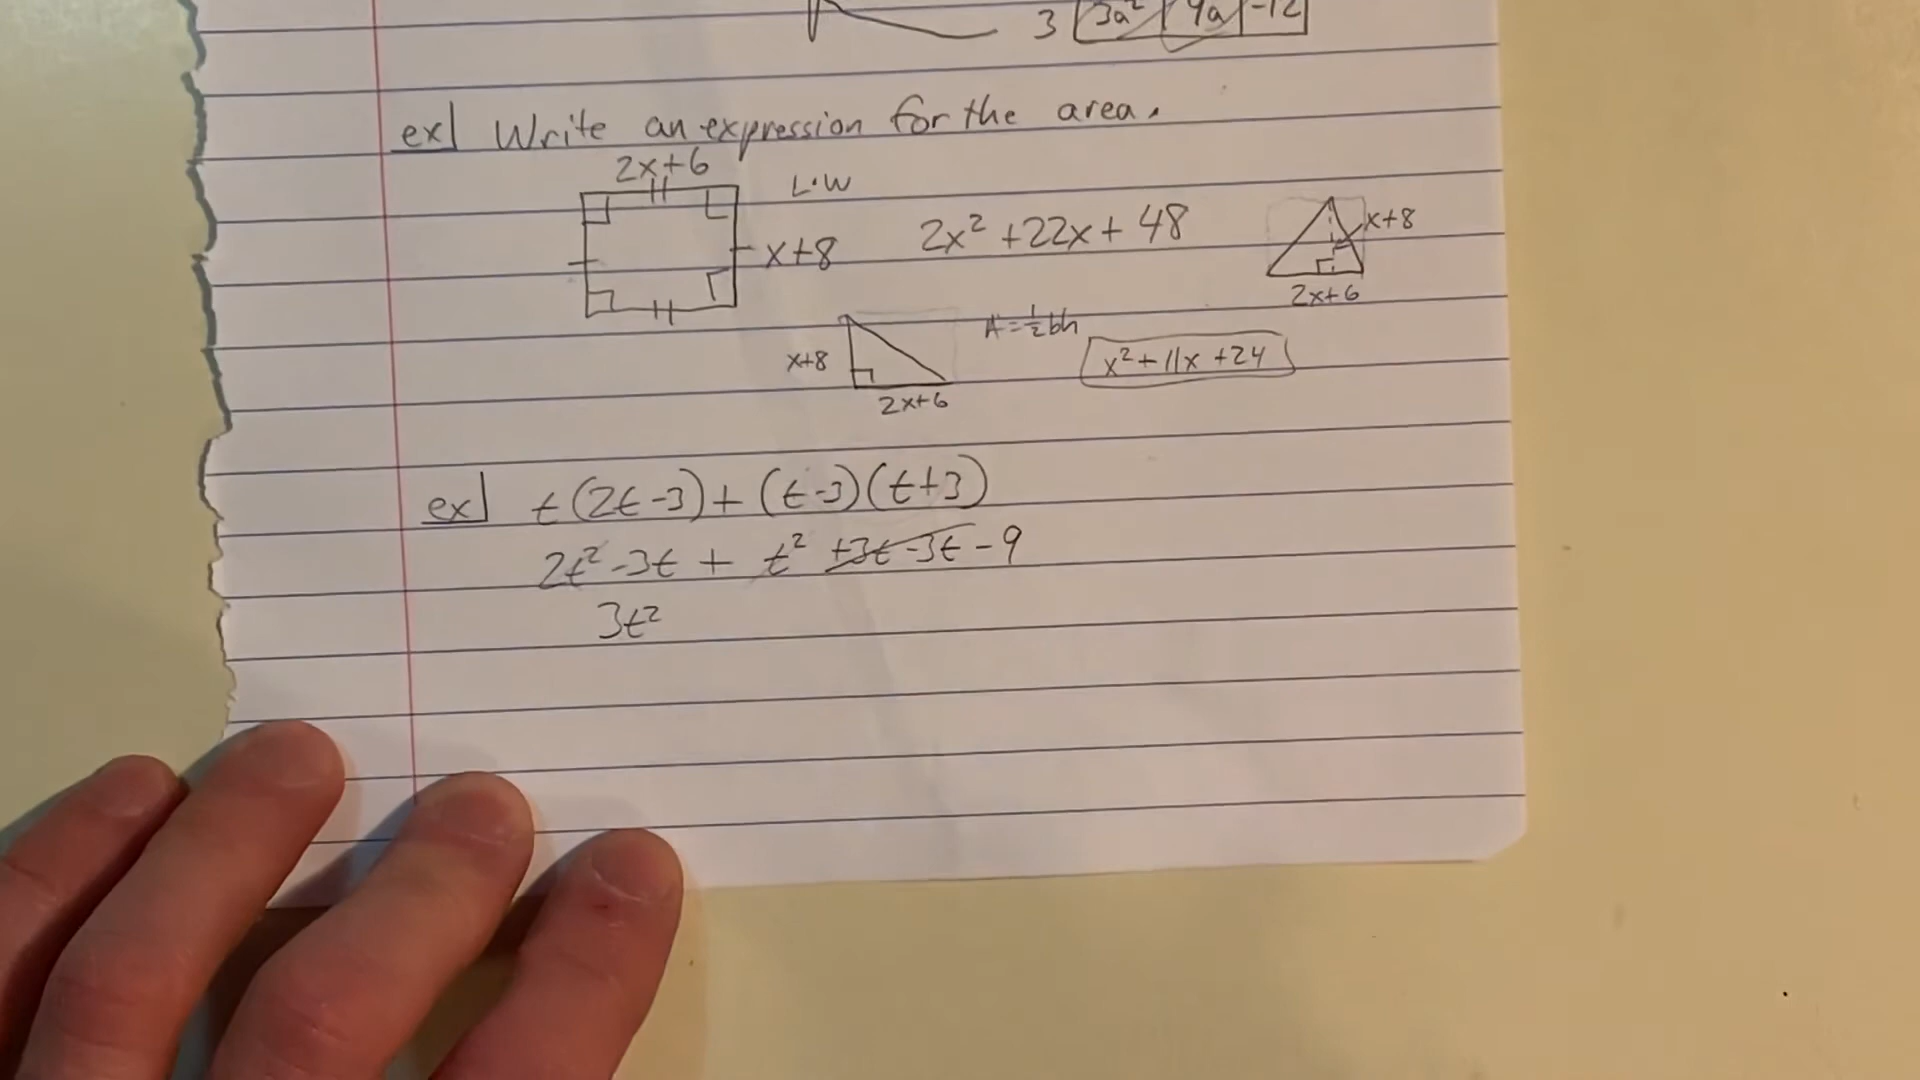 3 3a² 4a -12
ex] Write an expression for the area.
2x+6
L·W
x+8
2x² +22x + 48
x+8
2x+6
x+8
2x+6
A = ½bh
x² + 11x + 24
ex] t(2t-3) + (t-3)(t+3)
2t² -3t + t² +3t -3t -9
3t²